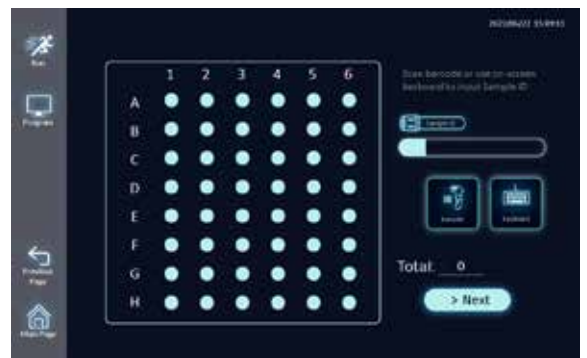 Run
Program
Previous
Page
Main Page
1 2 3 4 5 6
A
B
C
D
E
F
G
H
Scan barcode or use on-screen
keyboard to input Sample ID
Sample ID
Keyboard
Total: 0
> Next